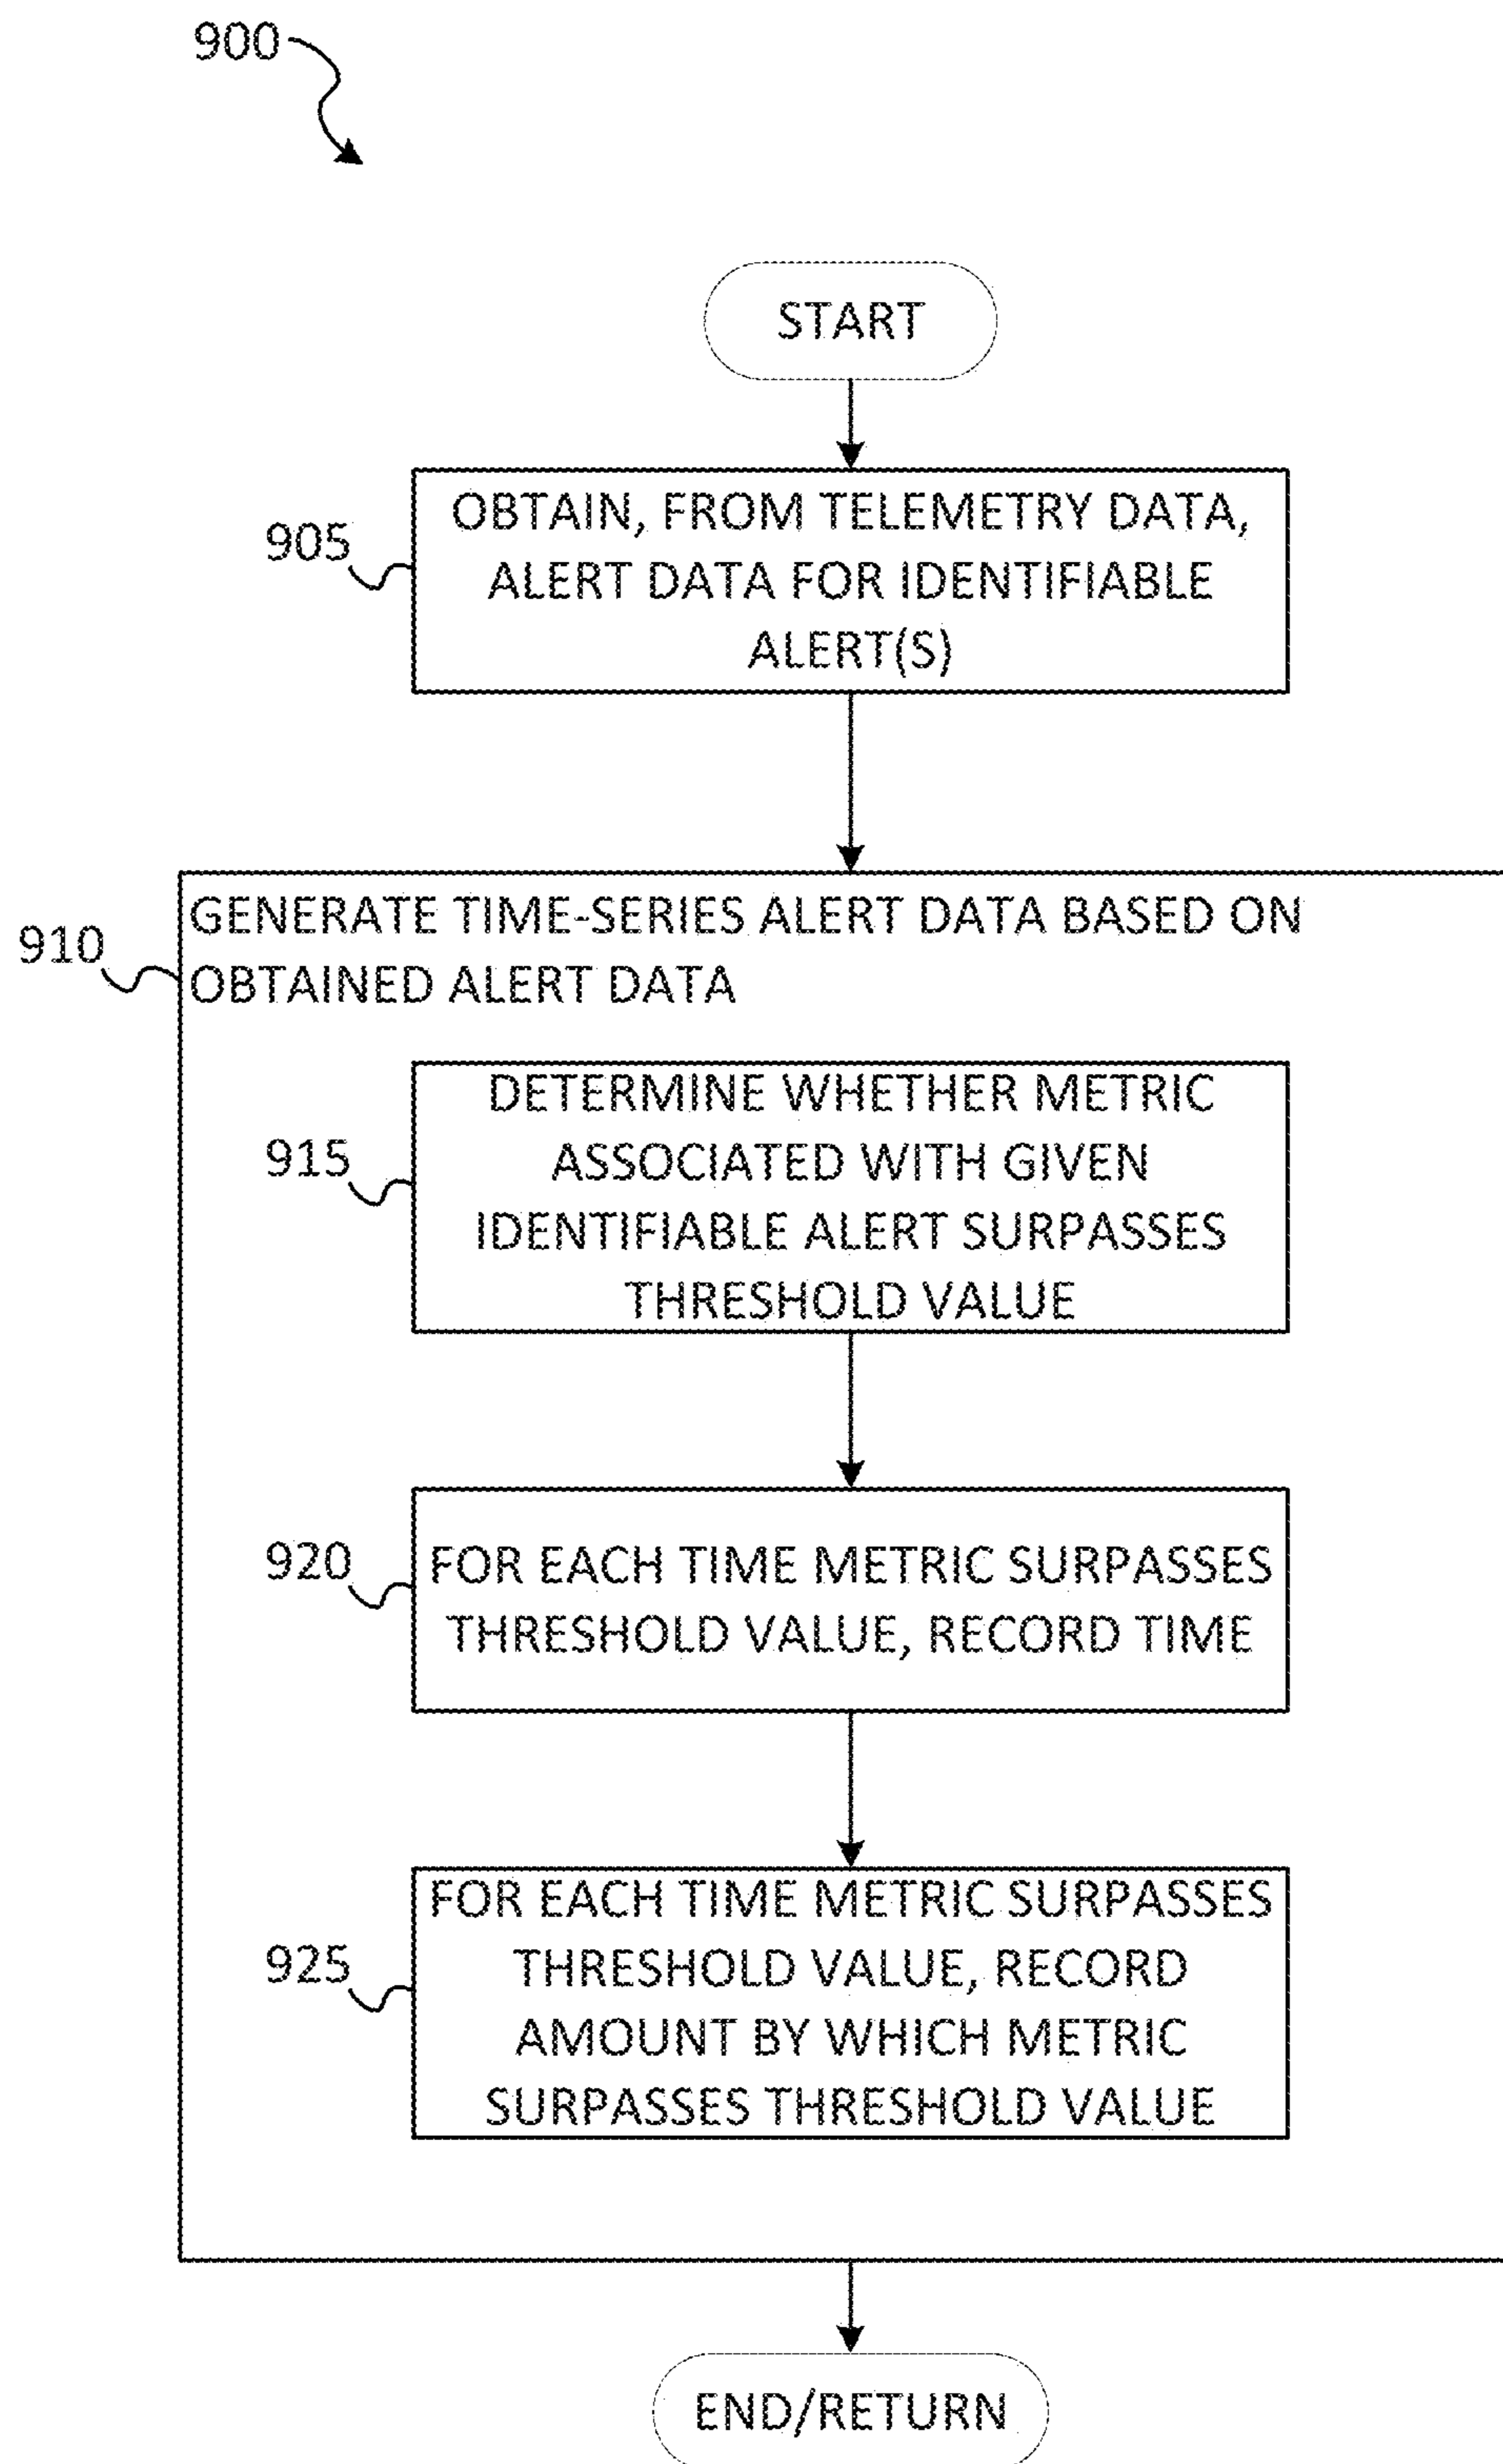 900
START
905
OBTAIN, FROM TELEMETRY DATA,
ALERT DATA FOR IDENTIFIABLE
ALERT(S)
910
GENERATE TIME-SERIES ALERT DATA BASED ON
OBTAINED ALERT DATA
915
DETERMINE WHETHER METRIC
ASSOCIATED WITH GIVEN
IDENTIFIABLE ALERT SURPASSES
THRESHOLD VALUE
920
FOR EACH TIME METRIC SURPASSES
THRESHOLD VALUE, RECORD TIME
925
FOR EACH TIME METRIC SURPASSES
THRESHOLD VALUE, RECORD
AMOUNT BY WHICH METRIC
SURPASSES THRESHOLD VALUE
END/RETURN